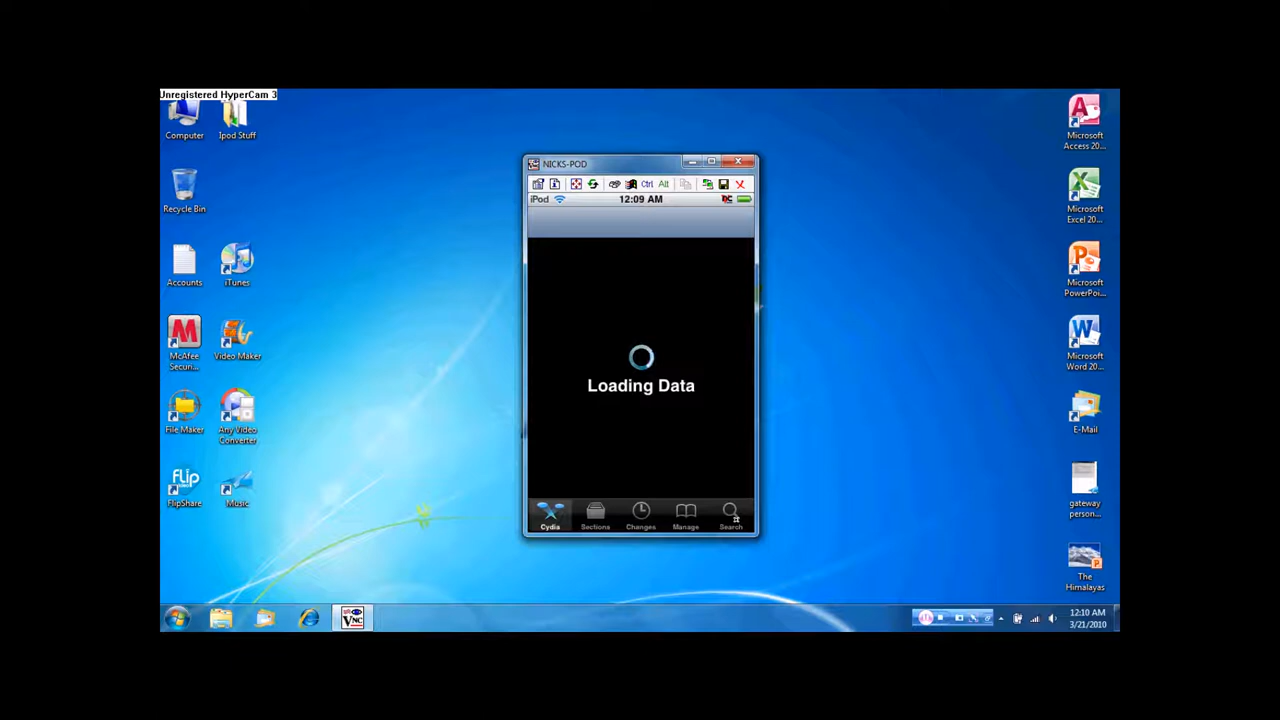 Unregistered HyperCam 3
Computer
Ipod Stuff
Recycle Bin
Accounts
iTunes
McAfee
Secun...
Video Maker
File Maker
Any Video
Converter
FlipShare
flip
Music
NICKS-POD
Ctrl Alt
iPod
12:09 AM
Loading Data
Cydia
Sections
Changes
Manage
Search
Microsoft
Access 20...
Microsoft
Excel 20...
Microsoft
PowerPoi...
Microsoft
Word 20...
E-Mail
gateway
person...
The
Himalayas
VNC
12:10 AM
3/21/2010